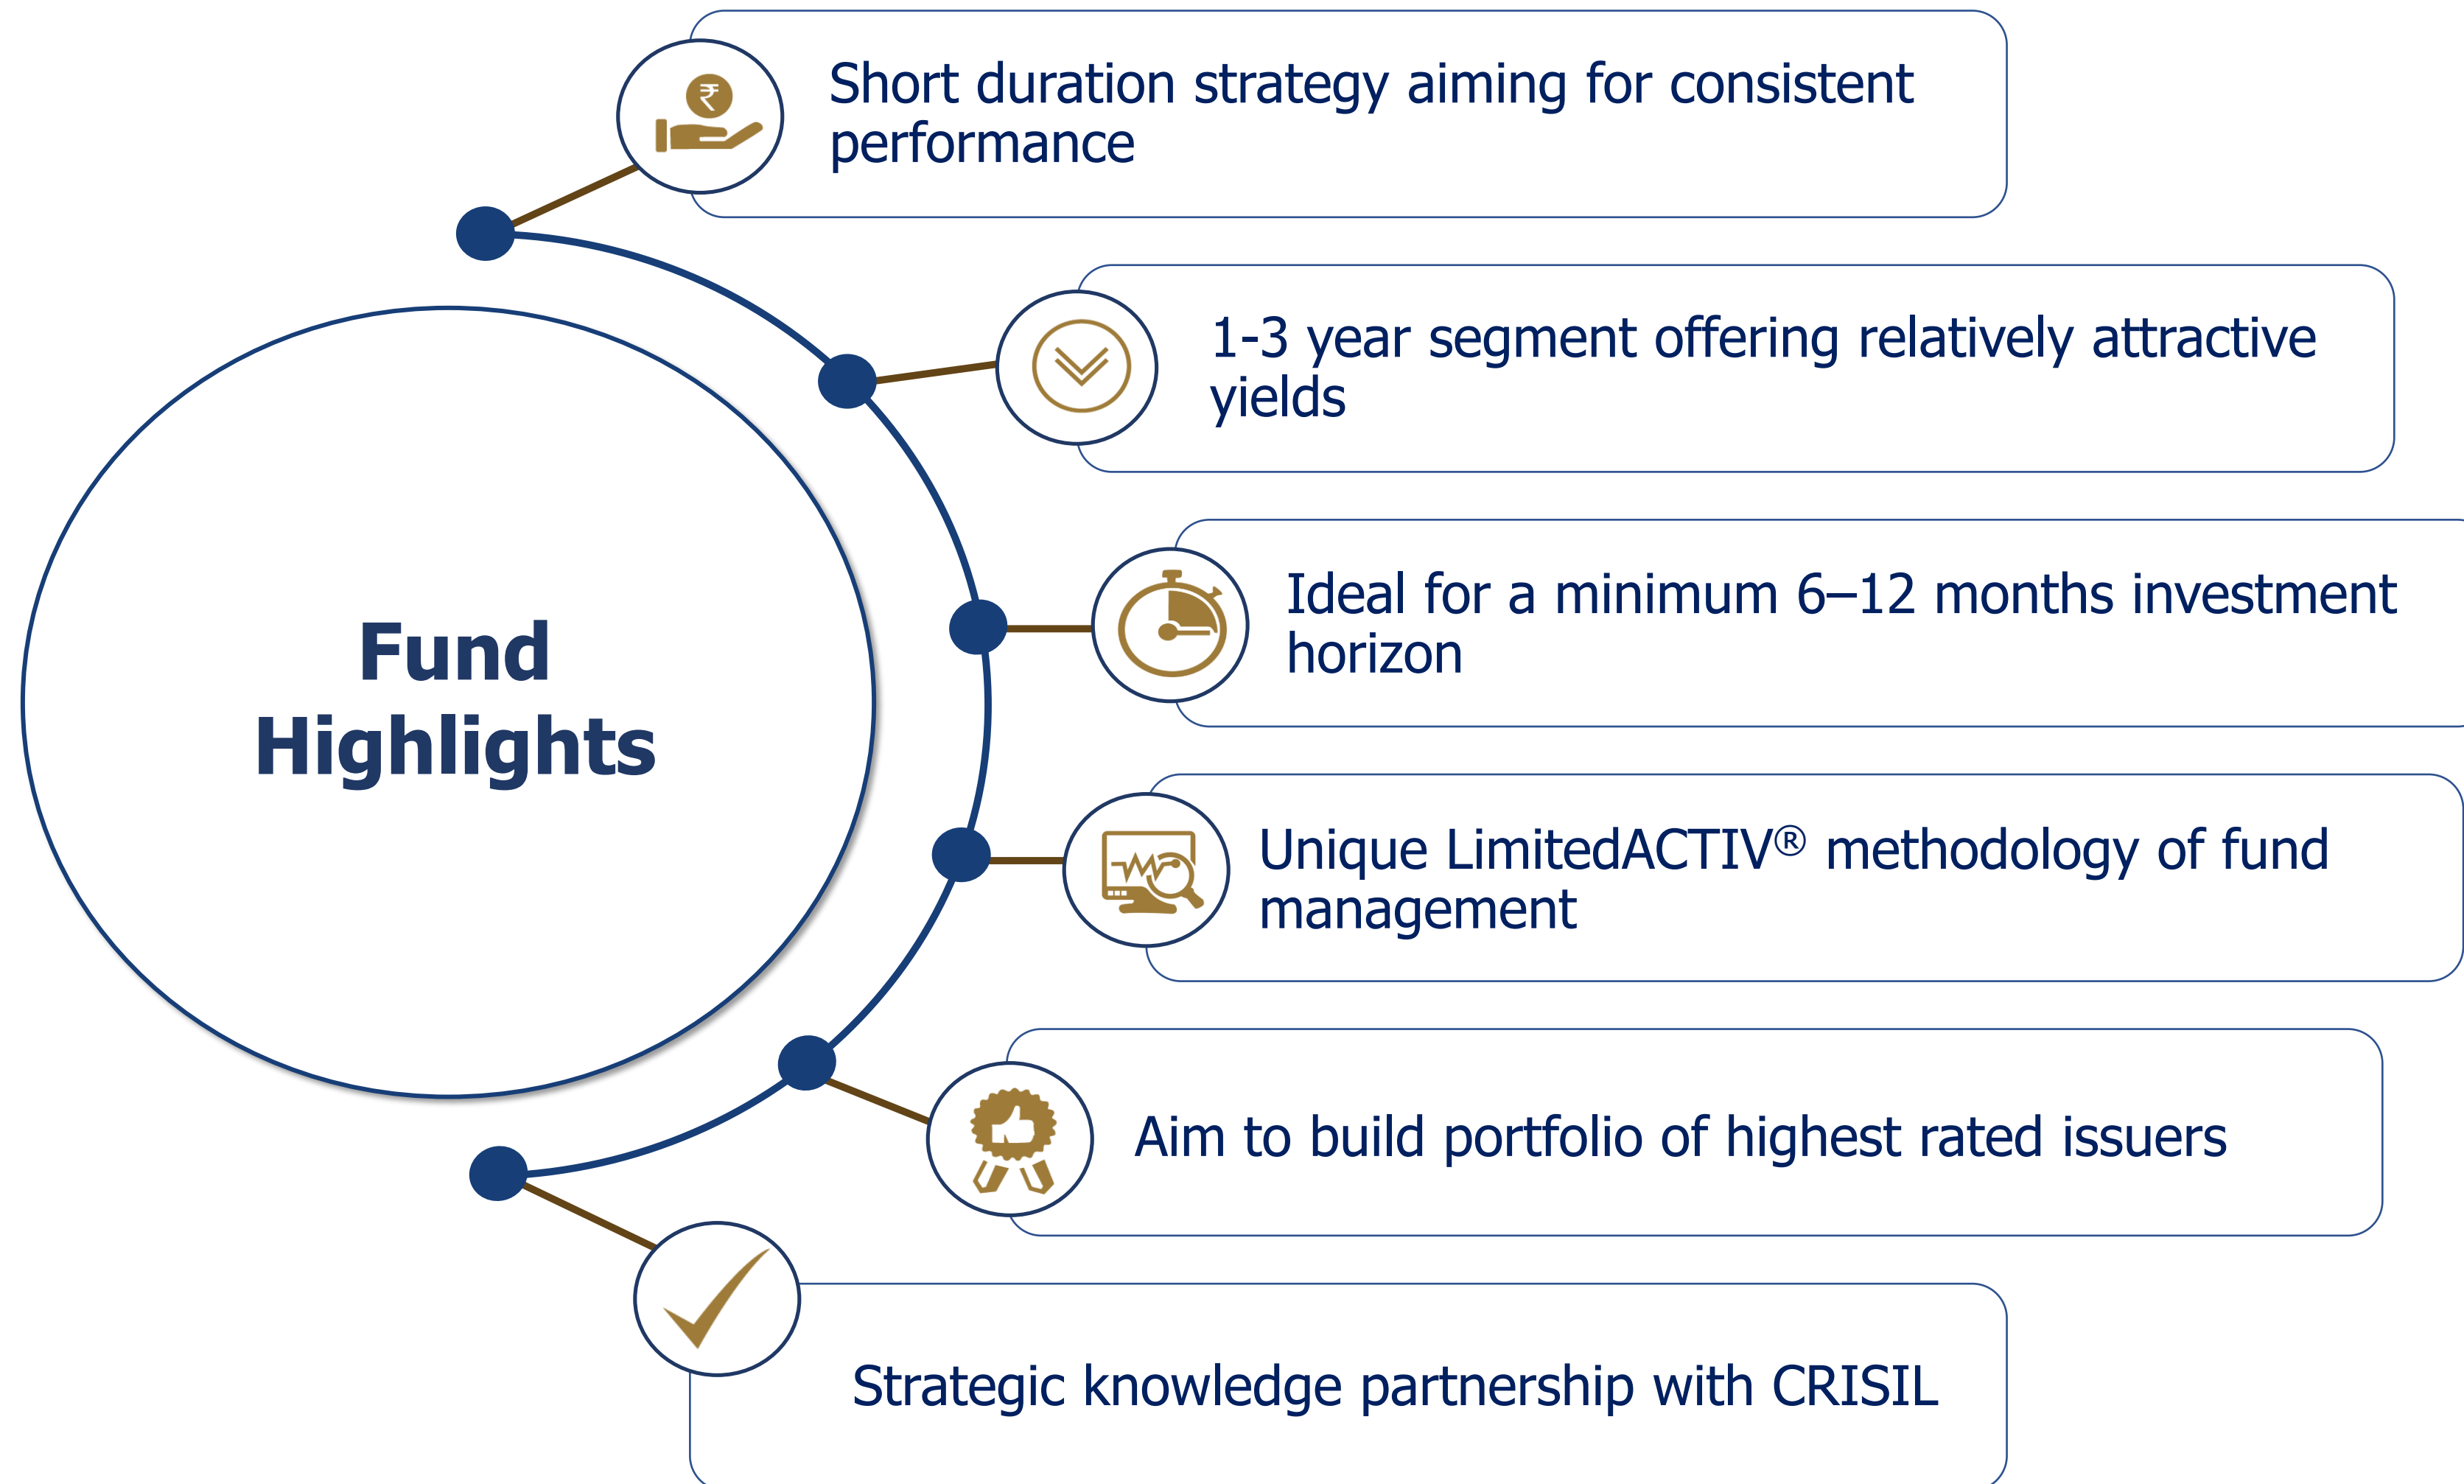 Short duration strategy aiming for consistent
performance
1-3 year segment offering relatively attractive
yields
Ideal for a minimum 6–12 months investment
horizon
Fund
Highlights
Unique LimitedACTIV® methodology of fund
management
Aim to build portfolio of highest rated issuers
Strategic knowledge partnership with CRISIL